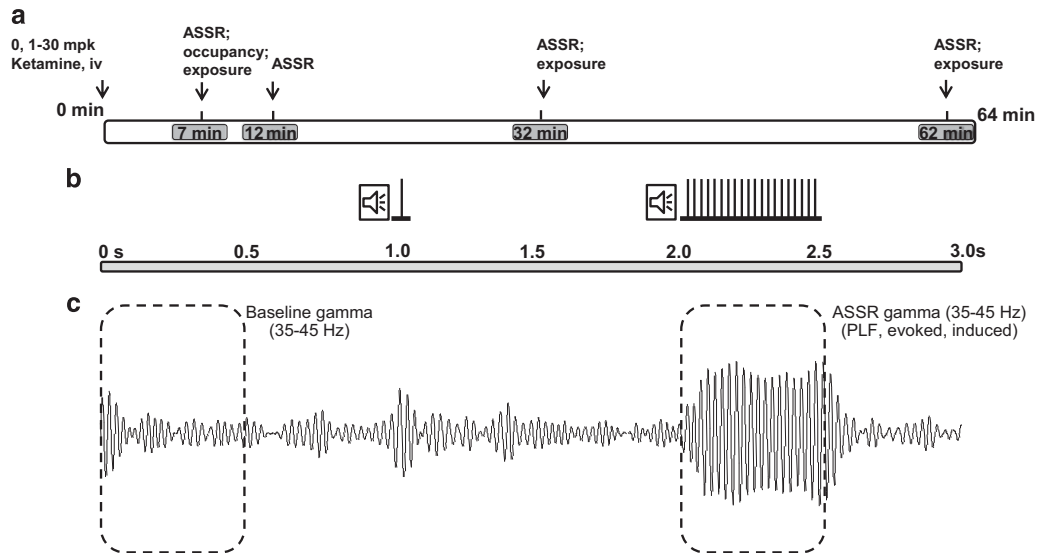 a
0, 1-30 mpk
Ketamine, iv
ASSR;
occupancy;
exposure
ASSR
ASSR;
exposure
ASSR;
exposure
0 min
64 min
7 min
12 min
32 min
62 min
b
0 s
0.5
1.0
1.5
2.0
2.5
3.0s
c
Baseline gamma
(35-45 Hz)
ASSR gamma (35-45 Hz)
(PLF, evoked, induced)